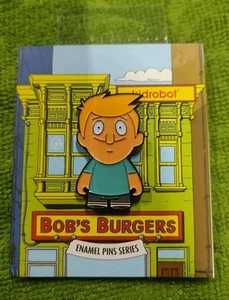 kidrobot
BOB'S BURGERS
ENAMEL PINS SERIES